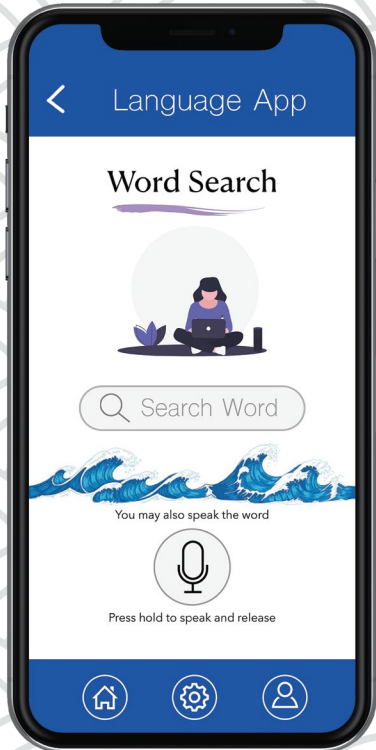 Language App
Word Search
Search Word
You may also speak the word
Press hold to speak and release